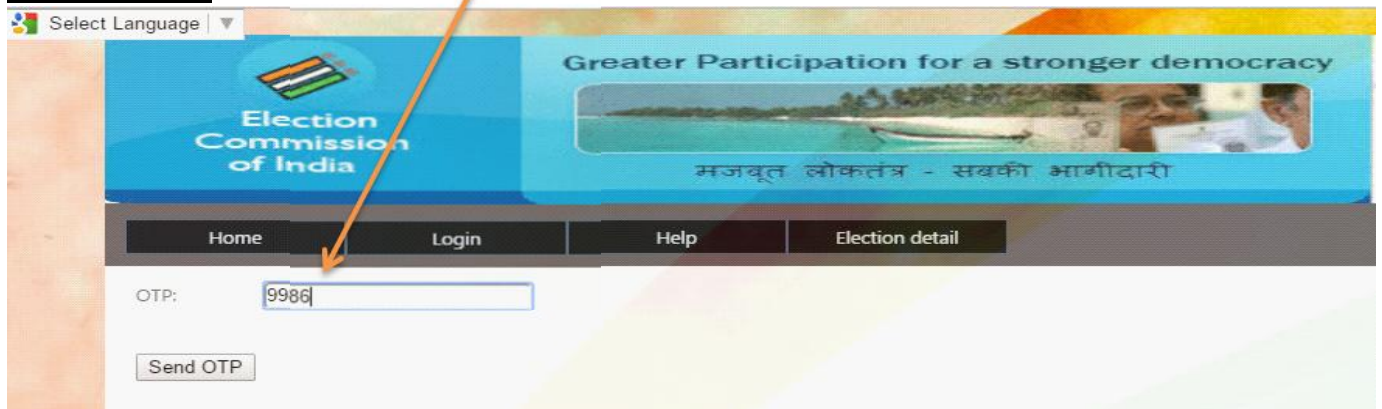 Select Language ▼
Election
Commission
of India
Greater Participation for a stronger democracy
मजबूत लोकतंत्र - सबकी भागीदारी
Home Login Help Election detail
OTP: 9986
Send OTP